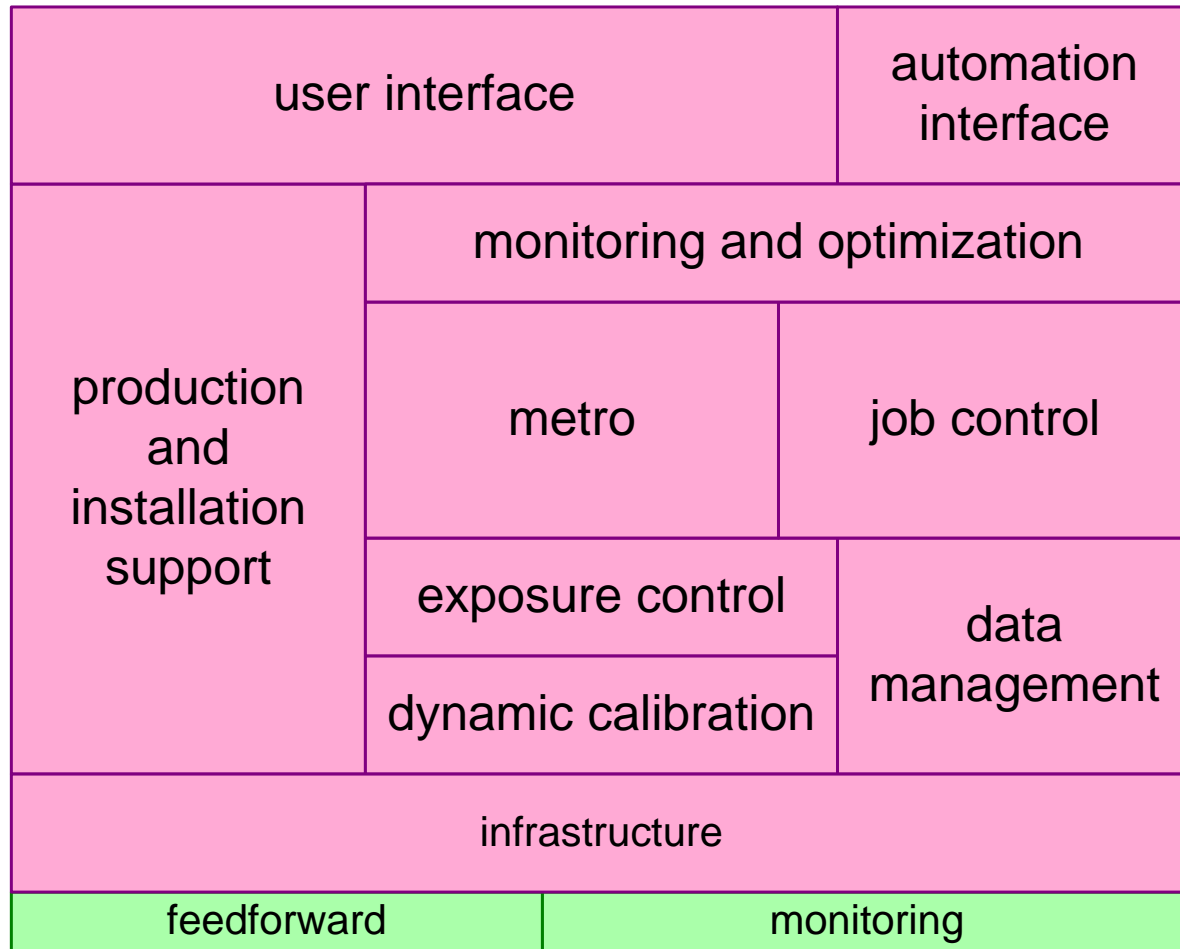 user interface
automation
interface
monitoring and optimization
production
and
installation
support
metro
job control
exposure control
data
management
dynamic calibration
infrastructure
feedforward
monitoring